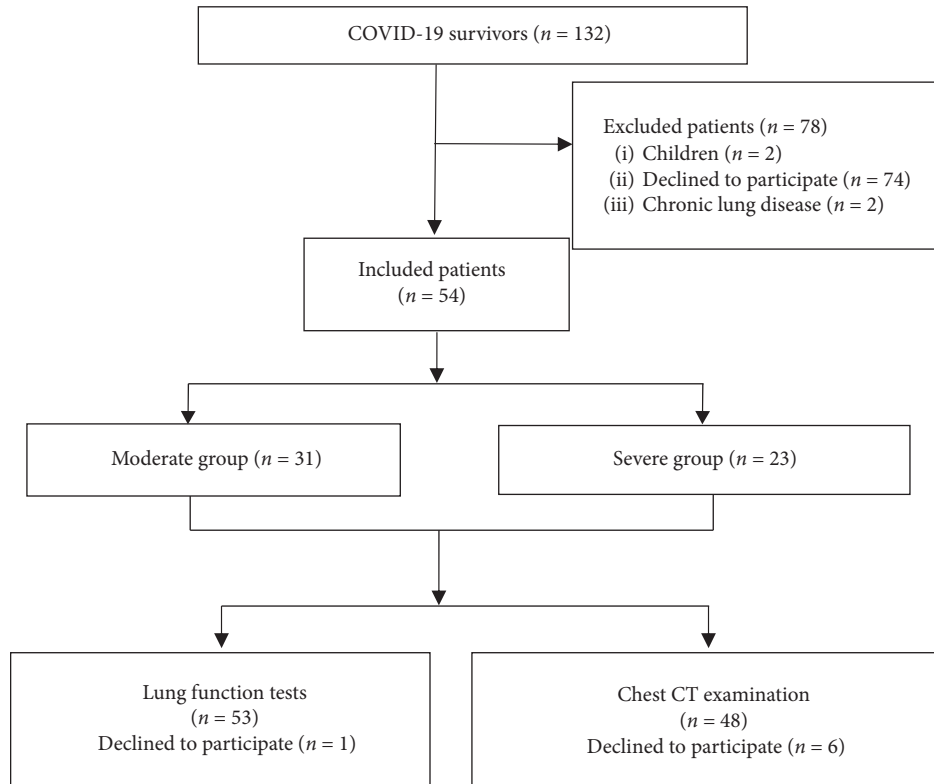 COVID-19 survivors (n = 132)
Excluded patients (n = 78)
(i) Children (n = 2)
(ii) Declined to participate (n = 74)
(iii) Chronic lung disease (n = 2)
Included patients
(n = 54)
Moderate group (n = 31)
Severe group (n = 23)
Lung function tests
(n = 53)
Declined to participate (n = 1)
Chest CT examination
(n = 48)
Declined to participate (n = 6)